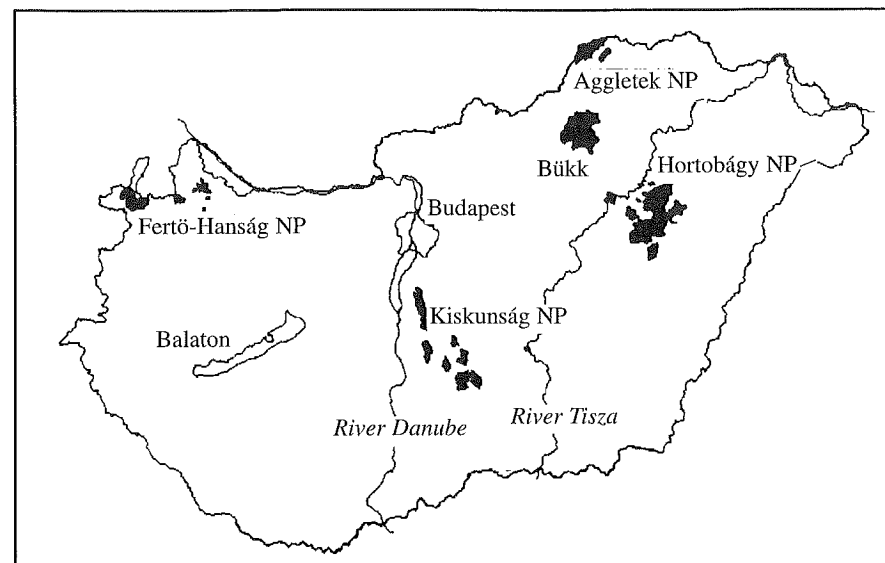 Aggletek NP
Bükk
Hortobágy NP
Budapest
Fertö-Hanság NP
Kiskunság NP
Balaton
River Danube
River Tisza